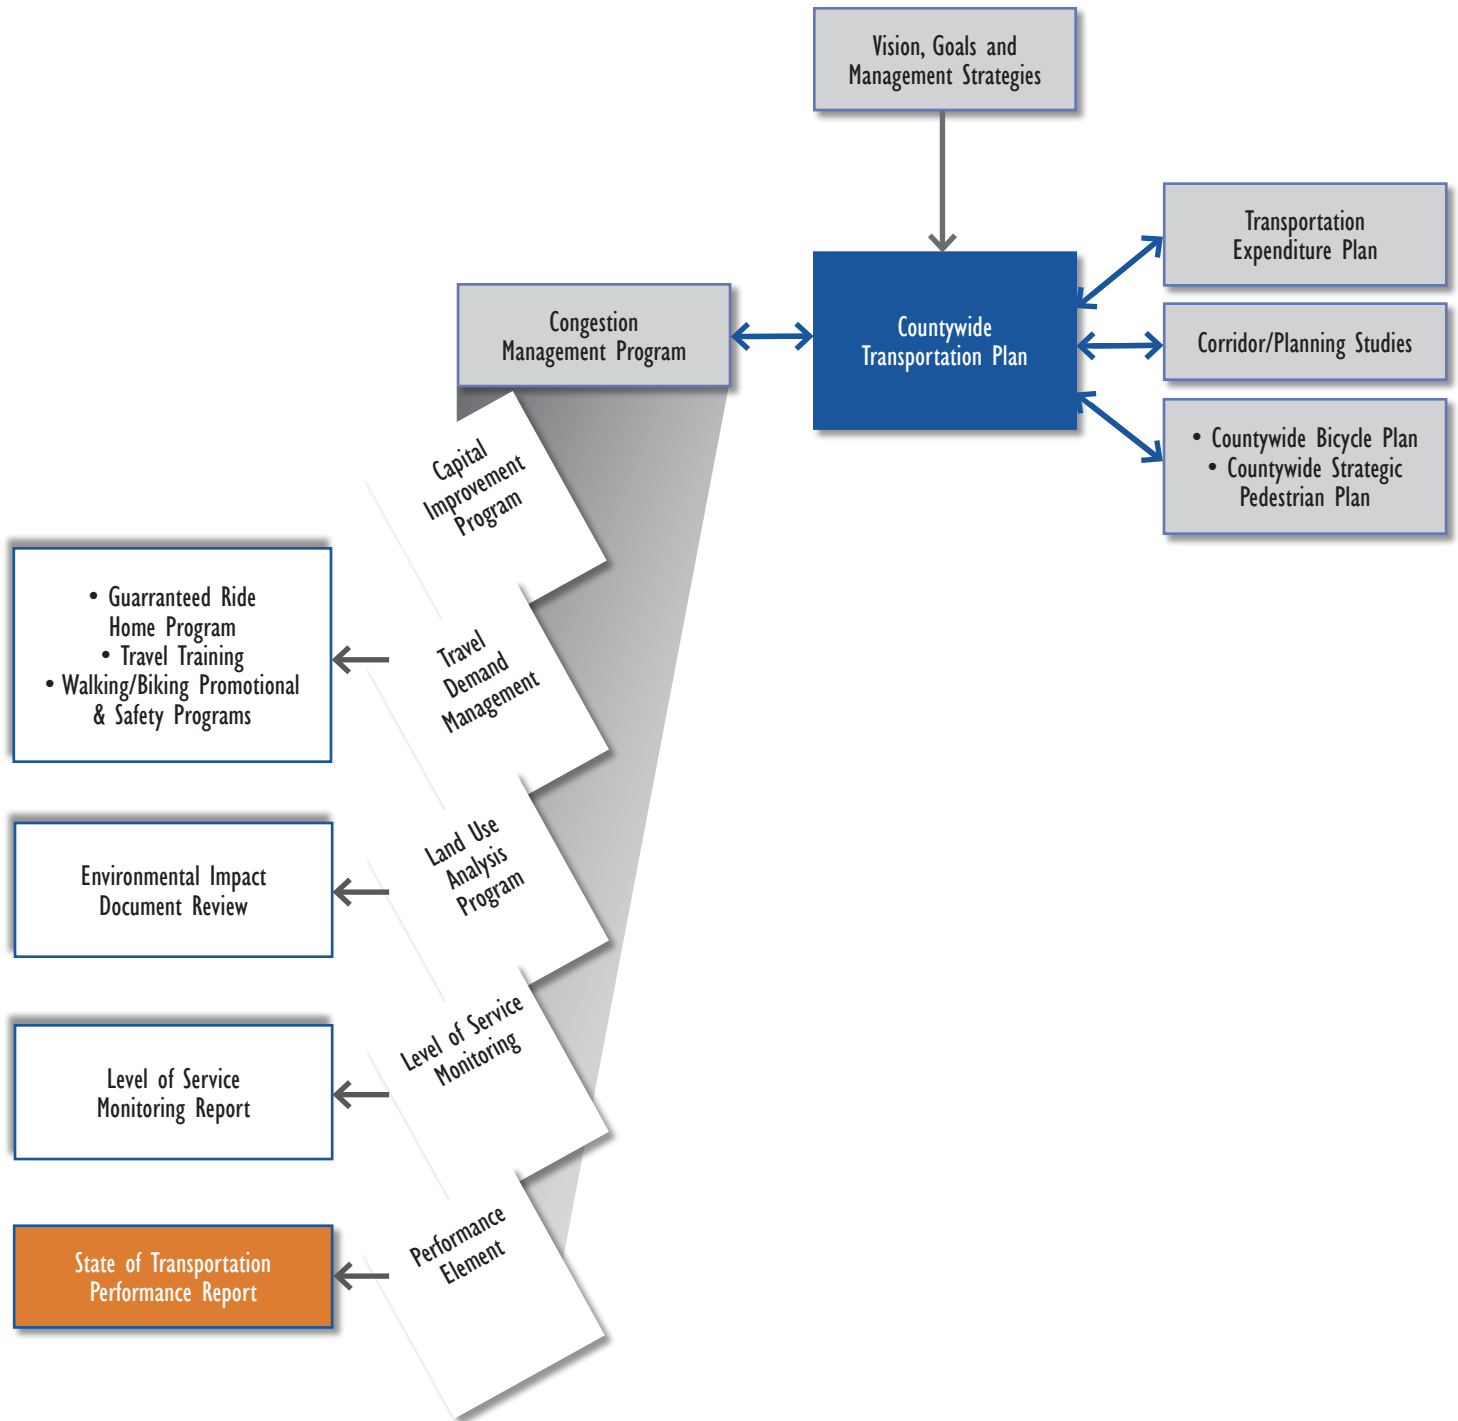 Vision, Goals and
Management Strategies
Transportation
Expenditure Plan
Congestion
Management Program
Countywide
Transportation Plan
Corridor/Planning Studies
• Countywide Bicycle Plan
• Countywide Strategic
Pedestrian Plan
Capital
Improvement
Program
• Guarranteed Ride
Home Program
• Travel Training
• Walking/Biking Promotional
& Safety Programs
Travel
Demand
Management
Environmental Impact
Document Review
Land Use
Analysis
Program
Level of Service
Monitoring Report
Level of Service
Monitoring
State of Transportation
Performance Report
Performance
Element